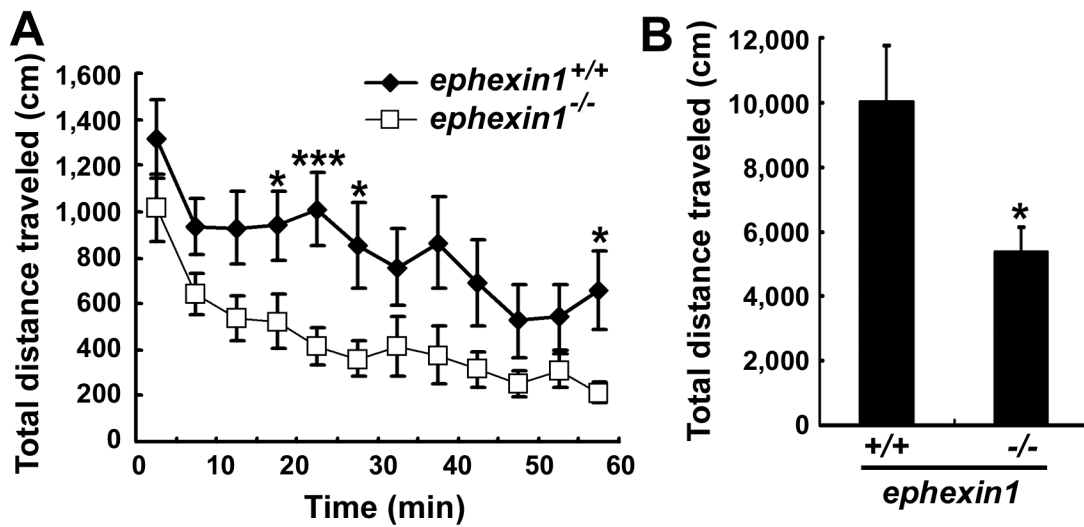 A
Total distance traveled (cm)
1,600
1,400
1,200
1,000
800
600
400
200
0
ephexin1+/+
ephexin1-/-
*
***
*
*
0 10 20 30 40 50 60
Time (min)
B
Total distance traveled (cm)
12,000
10,000
8,000
6,000
4,000
2,000
0
*
+/+ -/-
ephexin1